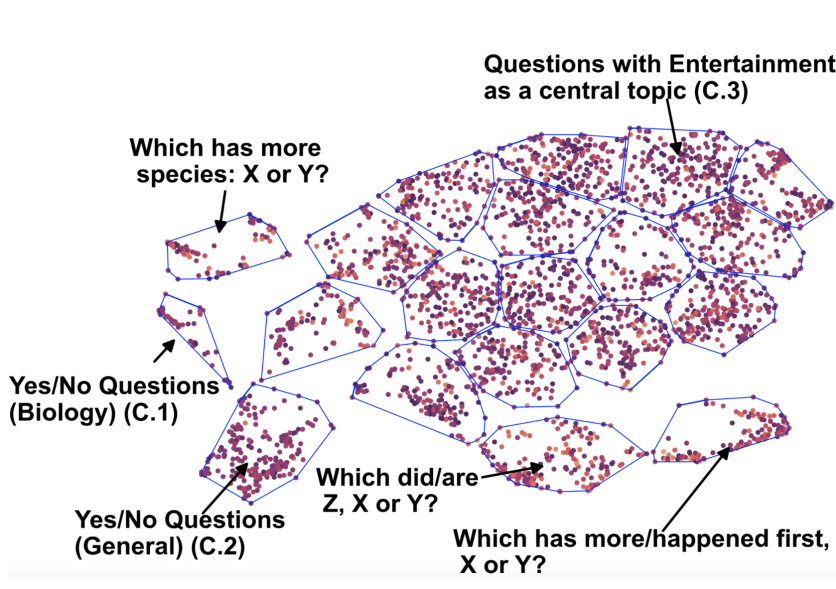 Questions with Entertainment
as a central topic (C.3)
Which has more
species: X or Y?
Yes/No Questions
(Biology) (C.1)
Which did/are
Z, X or Y?
Yes/No Questions
(General) (C.2)
Which has more/happened first,
X or Y?